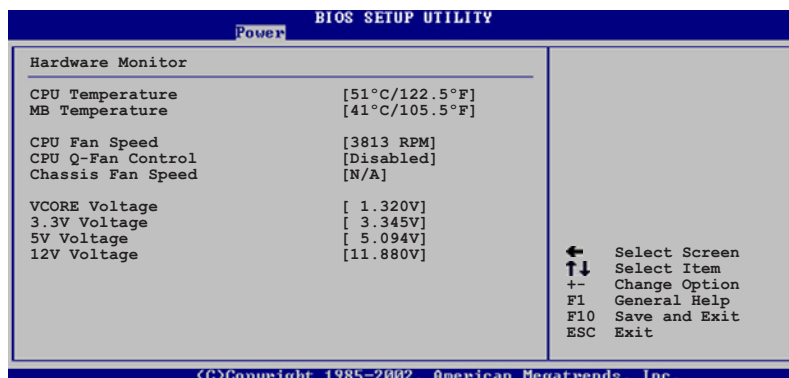 BIOS SETUP UTILITY
Power
Hardware Monitor
CPU Temperature [51°C/122.5°F]
MB Temperature [41°C/105.5°F]
CPU Fan Speed [3813 RPM]
CPU Q-Fan Control [Disabled]
Chassis Fan Speed [N/A]
VCORE Voltage [ 1.320V]
3.3V Voltage [ 3.345V]
5V Voltage [ 5.094V]
12V Voltage [11.880V]
← Select Screen
↑↓ Select Item
+- Change Option
F1 General Help
F10 Save and Exit
ESC Exit
(C)Copyright 1985-2002, American Megatrends, Inc